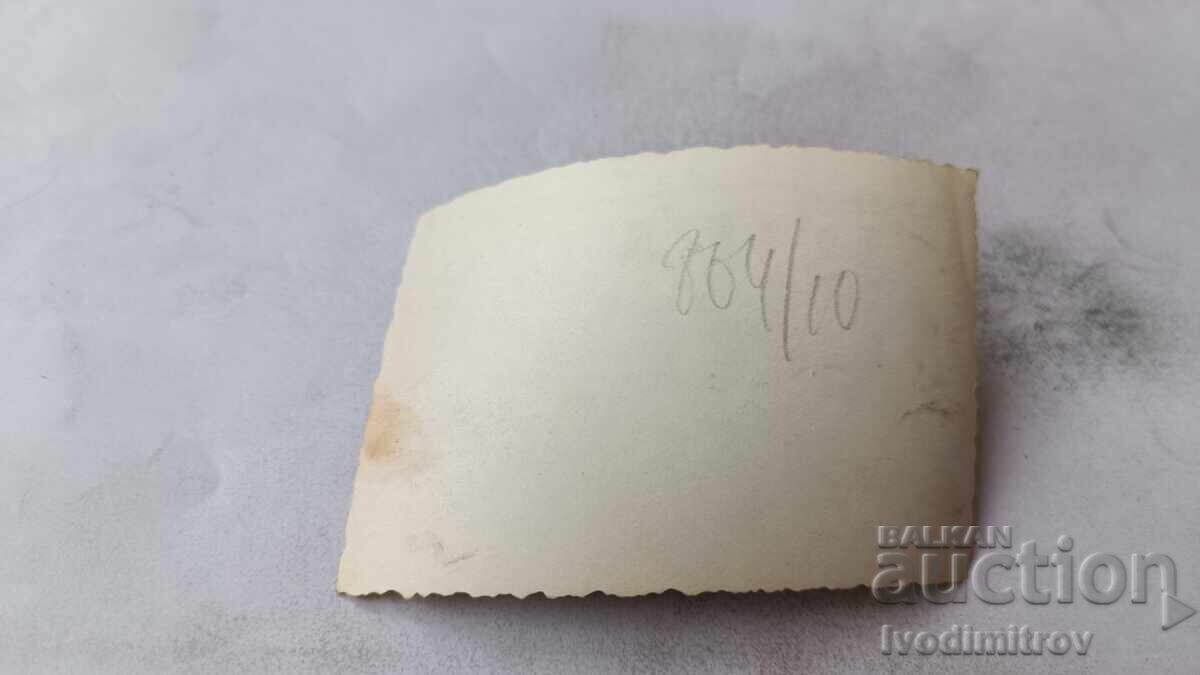 864/10
BALKAN
auction
Ivodimitrov